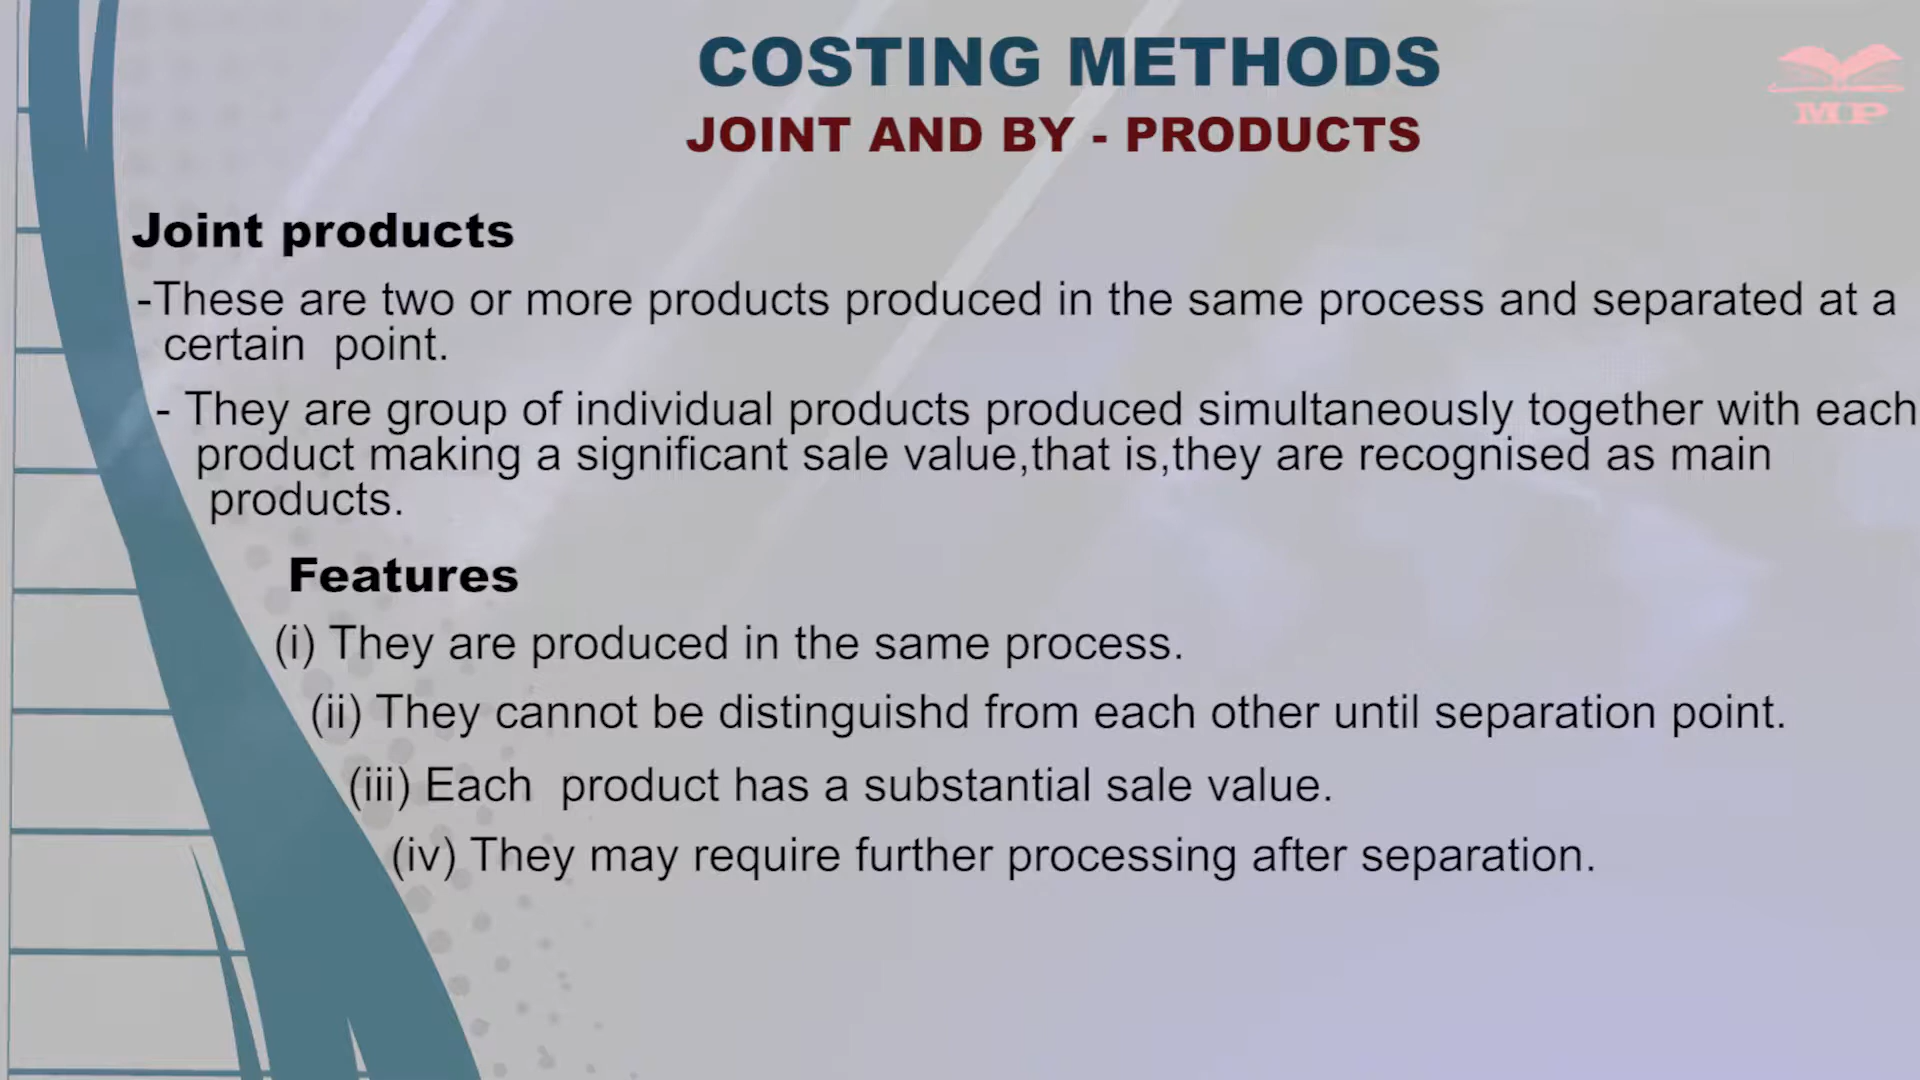 COSTING METHODS
MP
JOINT AND BY - PRODUCTS
Joint products
-These are two or more products produced in the same process and separated at a
certain point.
- They are group of individual products produced simultaneously together with each
product making a significant sale value,that is,they are recognised as main
products.
Features
(i) They are produced in the same process.
(ii) They cannot be distinguishd from each other until separation point.
(iii) Each product has a substantial sale value.
(iv) They may require further processing after separation.